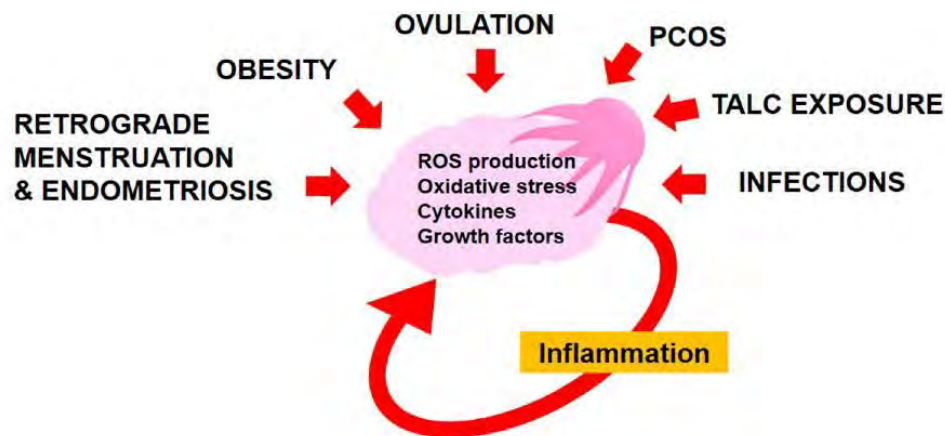 OVULATION
PCOS
OBESITY
TALC EXPOSURE
RETROGRADE
MENSTRUATION
& ENDOMETRIOSIS
INFECTIONS
ROS production
Oxidative stress
Cytokines
Growth factors
Inflammation